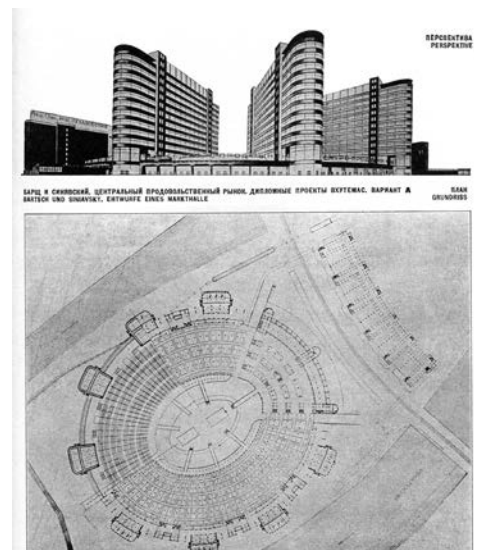 ПЕРСПЕКТИВА
PERSPEKTIVE
БАРЩ И СИНЯВСКИЙ, ЦЕНТРАЛЬНЫЙ ПРОДОВОЛЬСТВЕННЫЙ РЫНОК. ДИПЛОМНЫЕ ПРОЕКТЫ ВХУТЕМАС. ВАРИАНТ А
BARTSCH UND SINIAVSKY. ENTWURFE EINES MARKTHALLE
ПЛАН
GRUNDRISS